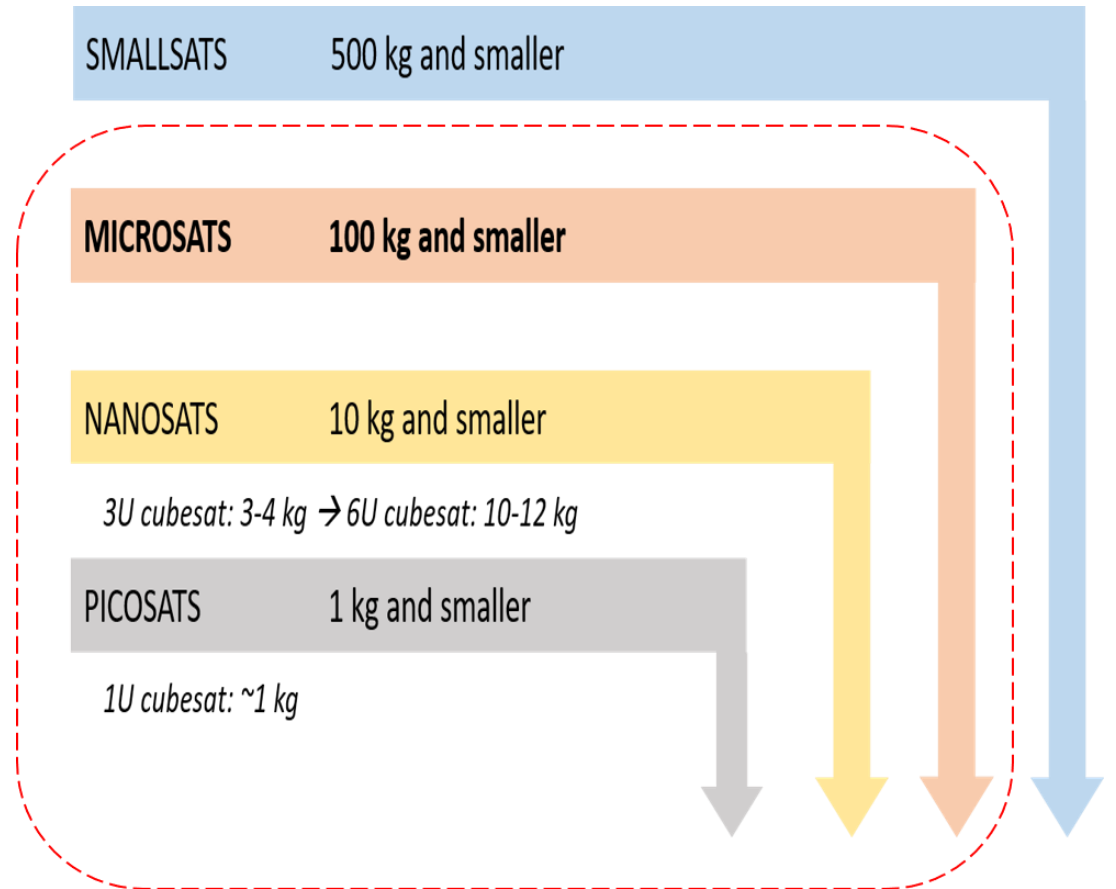 SMALLSATS 500 kg and smaller
MICROSATS 100 kg and smaller
NANOSATS 10 kg and smaller
3U cubesat: 3-4 kg → 6U cubesat: 10-12 kg
PICOSATS 1 kg and smaller
1U cubesat: ~1 kg